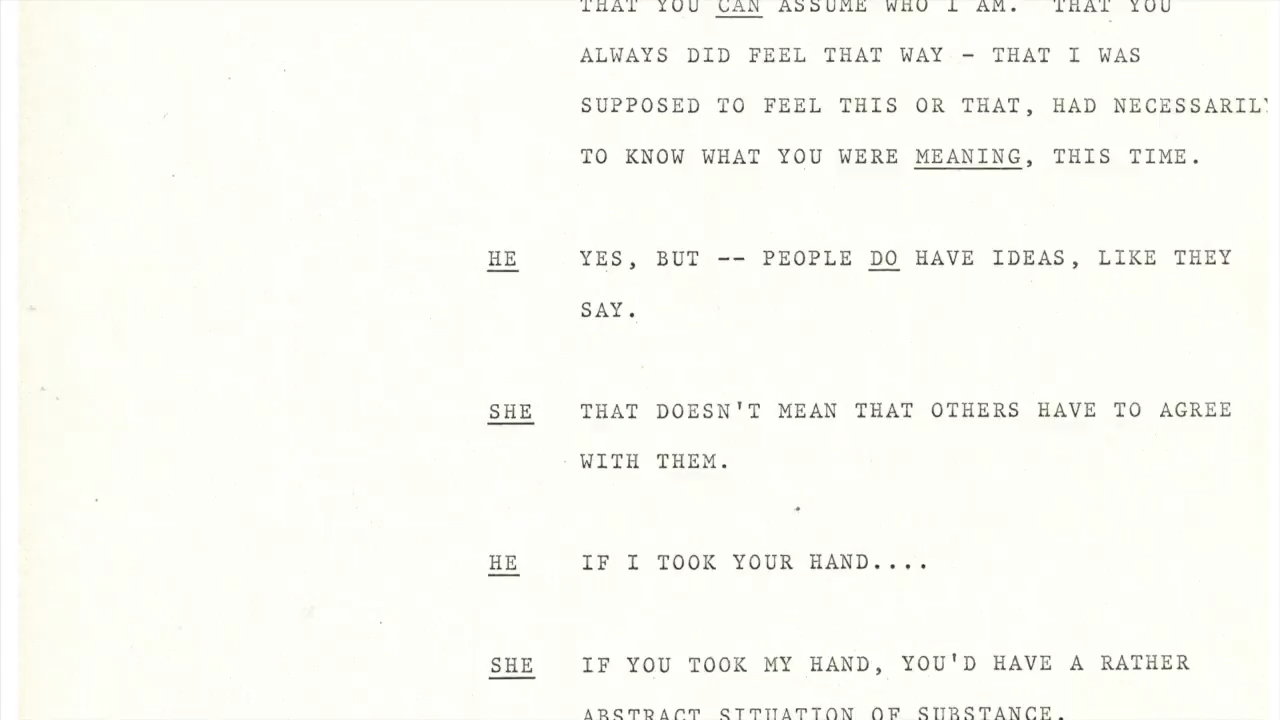 THAT YOU CAN ASSUME WHO I AM. THAT YOU
ALWAYS DID FEEL THAT WAY - THAT I WAS
SUPPOSED TO FEEL THIS OR THAT, HAD NECESSARILY
TO KNOW WHAT YOU WERE MEANING, THIS TIME.
HE YES, BUT -- PEOPLE DO HAVE IDEAS, LIKE THEY
SAY.
SHE THAT DOESN'T MEAN THAT OTHERS HAVE TO AGREE
WITH THEM.
HE IF I TOOK YOUR HAND....
SHE IF YOU TOOK MY HAND, YOU'D HAVE A RATHER
ABSTRACT SITUATION OF SUBSTANCE.